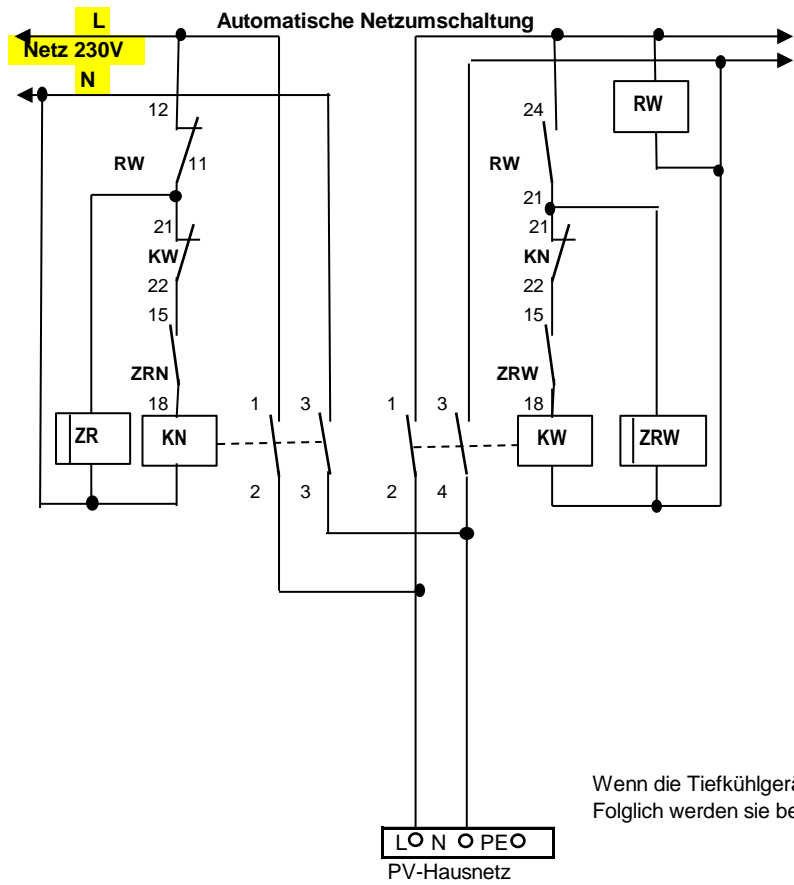 L
Automatische Netzumschaltung
Netz 230V
N
RW
12
24
RW
11
RW
21
21
21
KW
KN
22
22
15
15
ZRN
ZRW
18
1
3
1
3
18
ZR
KN
KW
ZRW
2
3
2
4
Wenn die Tiefkühlger
Folglich werden sie be
L N PE
PV-Hausnetz